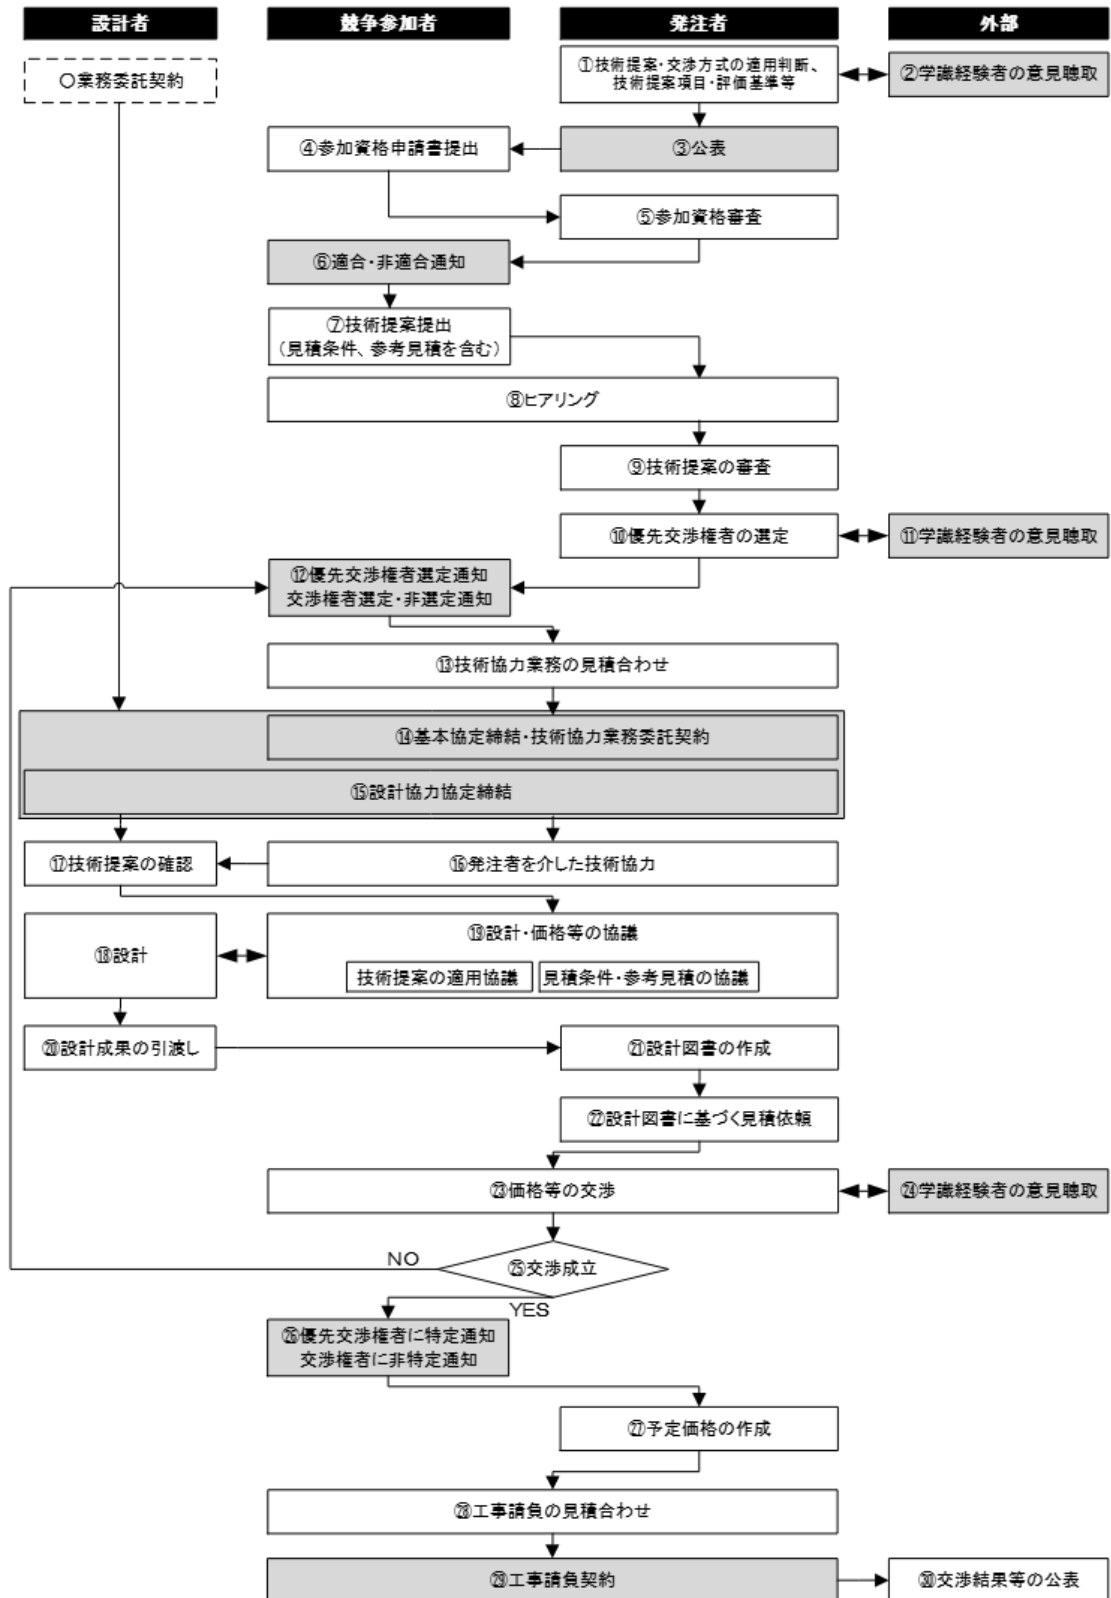 設計者
競争参加者
発注者
外部
〇業務委託契約
①技術提案・交渉方式の適用判断、
技術提案項目・評価基準等
②学識経験者の意見聴取
④参加資格申請書提出
③公表
⑤参加資格審査
⑥適合・非適合通知
⑦技術提案提出
（見積条件、参考見積を含む）
⑧ヒアリング
⑨技術提案の審査
⑩優先交渉権者の選定
⑪学識経験者の意見聴取
⑫優先交渉権者選定通知
交渉権者選定・非選定通知
⑬技術協力業務の見積合わせ
⑭基本協定締結・技術協力業務委託契約
⑮設計協力協定締結
⑰技術提案の確認
⑯発注者を介した技術協力
⑱設計
⑲設計・価格等の協議
技術提案の適用協議
見積条件・参考見積の協議
⑳設計成果の引渡し
㉑設計図書の作成
㉒設計図書に基づく見積依頼
㉓価格等の交渉
㉔学識経験者の意見聴取
NO
㉕交渉成立
YES
㉖優先交渉権者に特定通知
交渉権者に非特定通知
㉗予定価格の作成
㉘工事請負の見積合わせ
㉙工事請負契約
㉚交渉結果等の公表